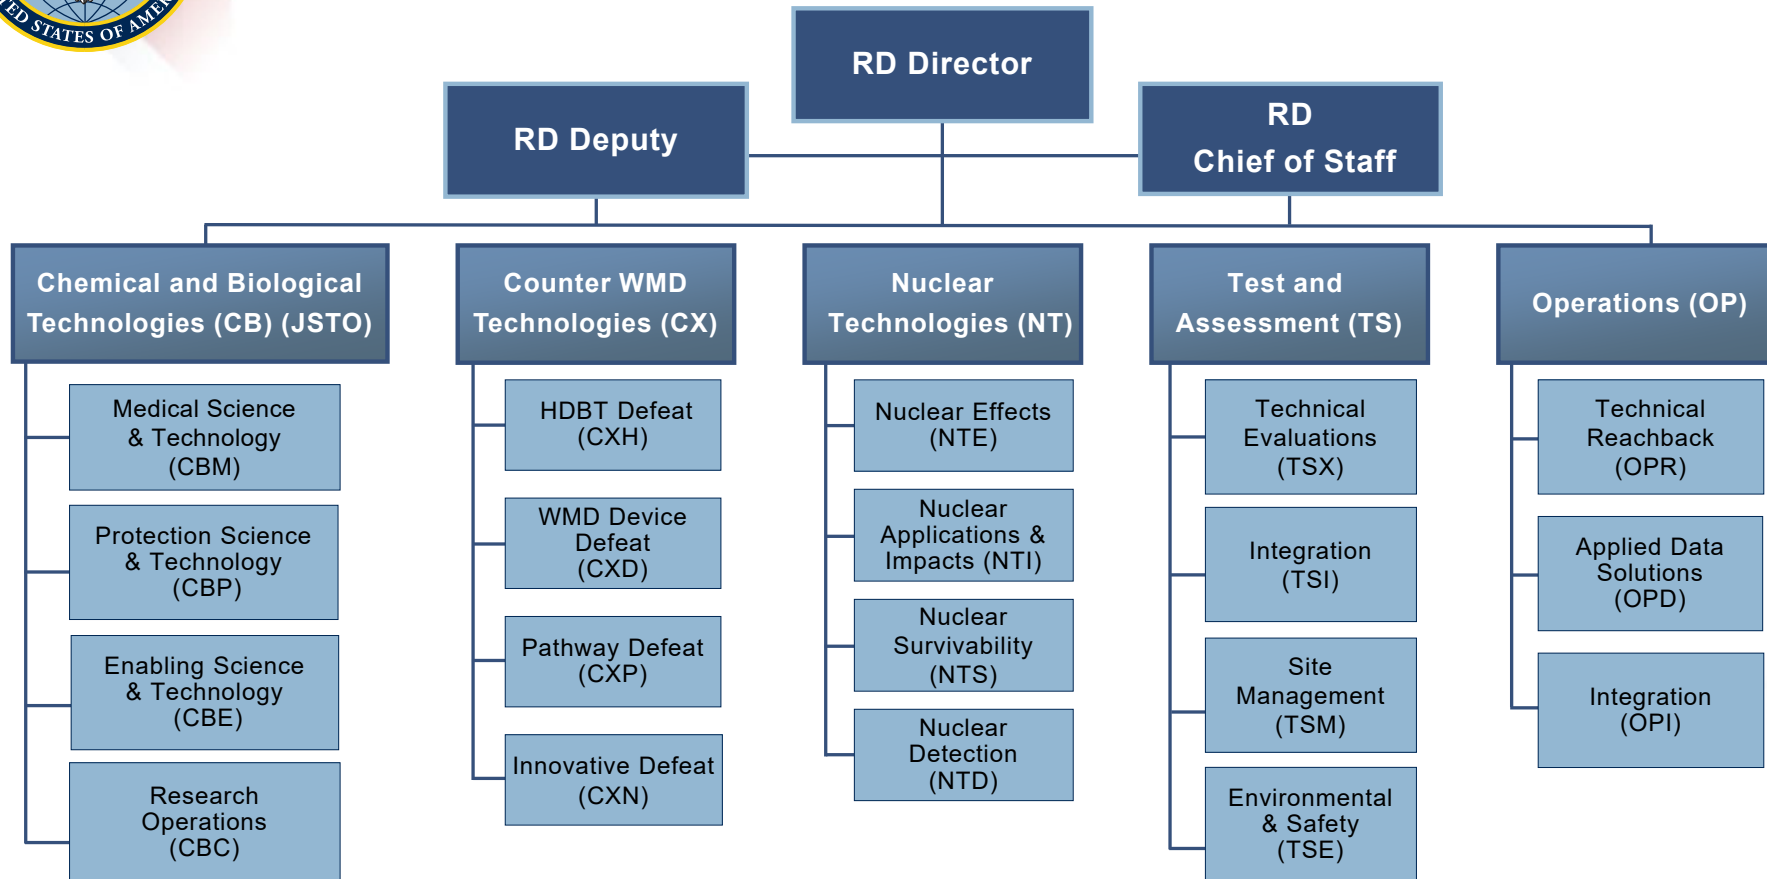 TED STATES OF AMER
RD Director
RD Deputy
RD
Chief of Staff
Chemical and Biological
Technologies (CB) (JSTO)
Medical Science
& Technology
(CBM)
Protection Science
& Technology
(CBP)
Enabling Science
& Technology
(CBE)
Research
Operations
(CBC)
Counter WMD
Technologies (CX)
HDBT Defeat
(CXH)
WMD Device
Defeat
(CXD)
Pathway Defeat
(CXP)
Innovative Defeat
(CXN)
Nuclear
Technologies (NT)
Nuclear Effects
(NTE)
Nuclear
Applications &
Impacts (NTI)
Nuclear
Survivability
(NTS)
Nuclear
Detection
(NTD)
Test and
Assessment (TS)
Technical
Evaluations
(TSX)
Integration
(TSI)
Site
Management
(TSM)
Environmental
& Safety
(TSE)
Operations (OP)
Technical
Reachback
(OPR)
Applied Data
Solutions
(OPD)
Integration
(OPI)